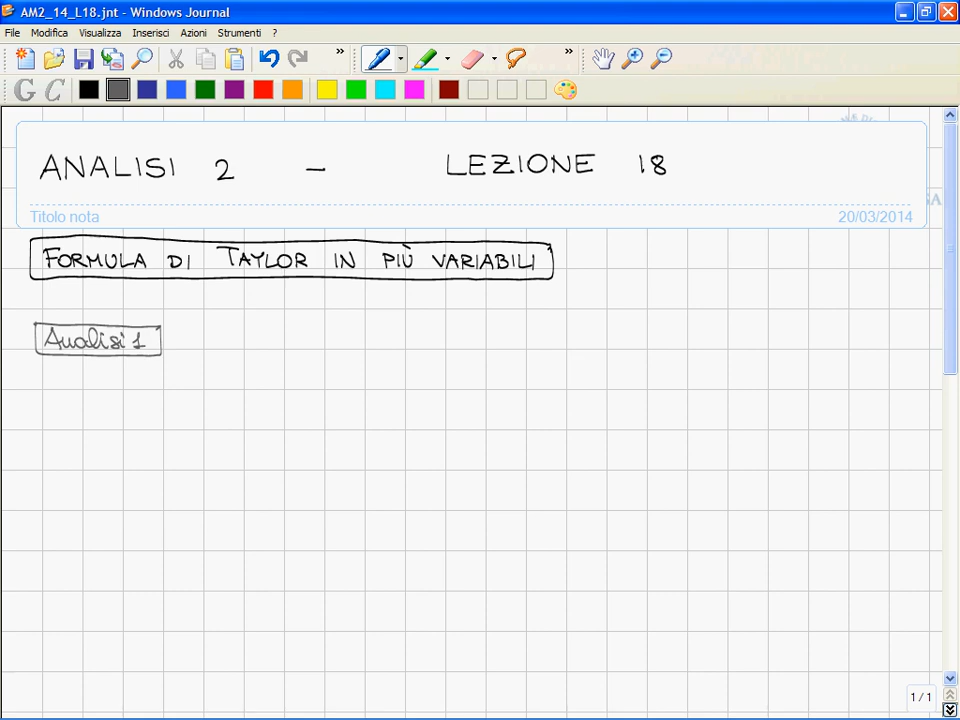 AM2_14_L18.jnt - Windows Journal
File Modifica Visualizza Inserisci Azioni Strumenti ?
G C
ANALISI 2 - LEZIONE 18
Titolo nota 20/03/2014
FORMULA DI TAYLOR IN PIÙ VARIABILI
Analisi 1
1 / 1